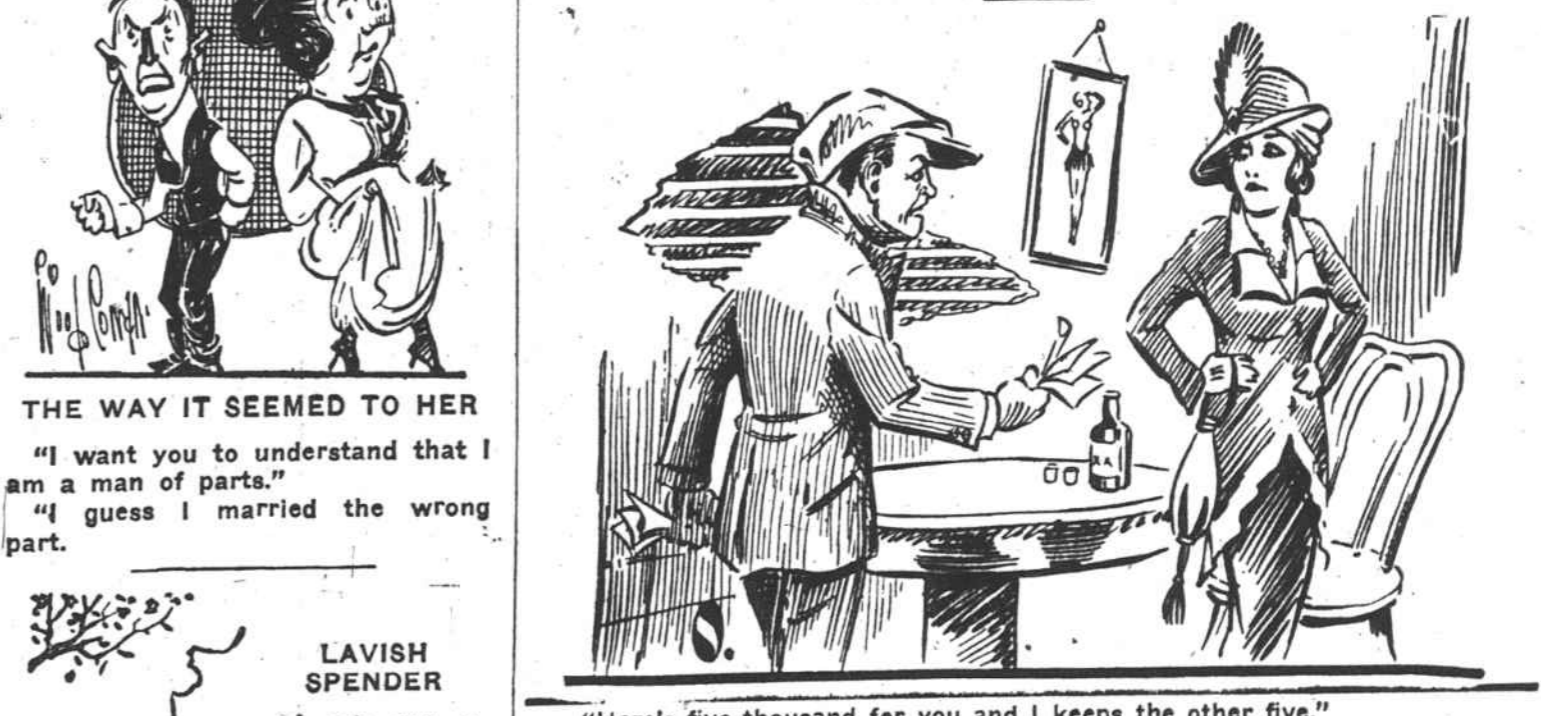 THE WAY IT SEEMED TO HER
"I want you to understand that I
am a man of parts."
"I guess I married the wrong
part.
LAVISH
SPENDER
"Here's five thousand for you and I keeps the other five."